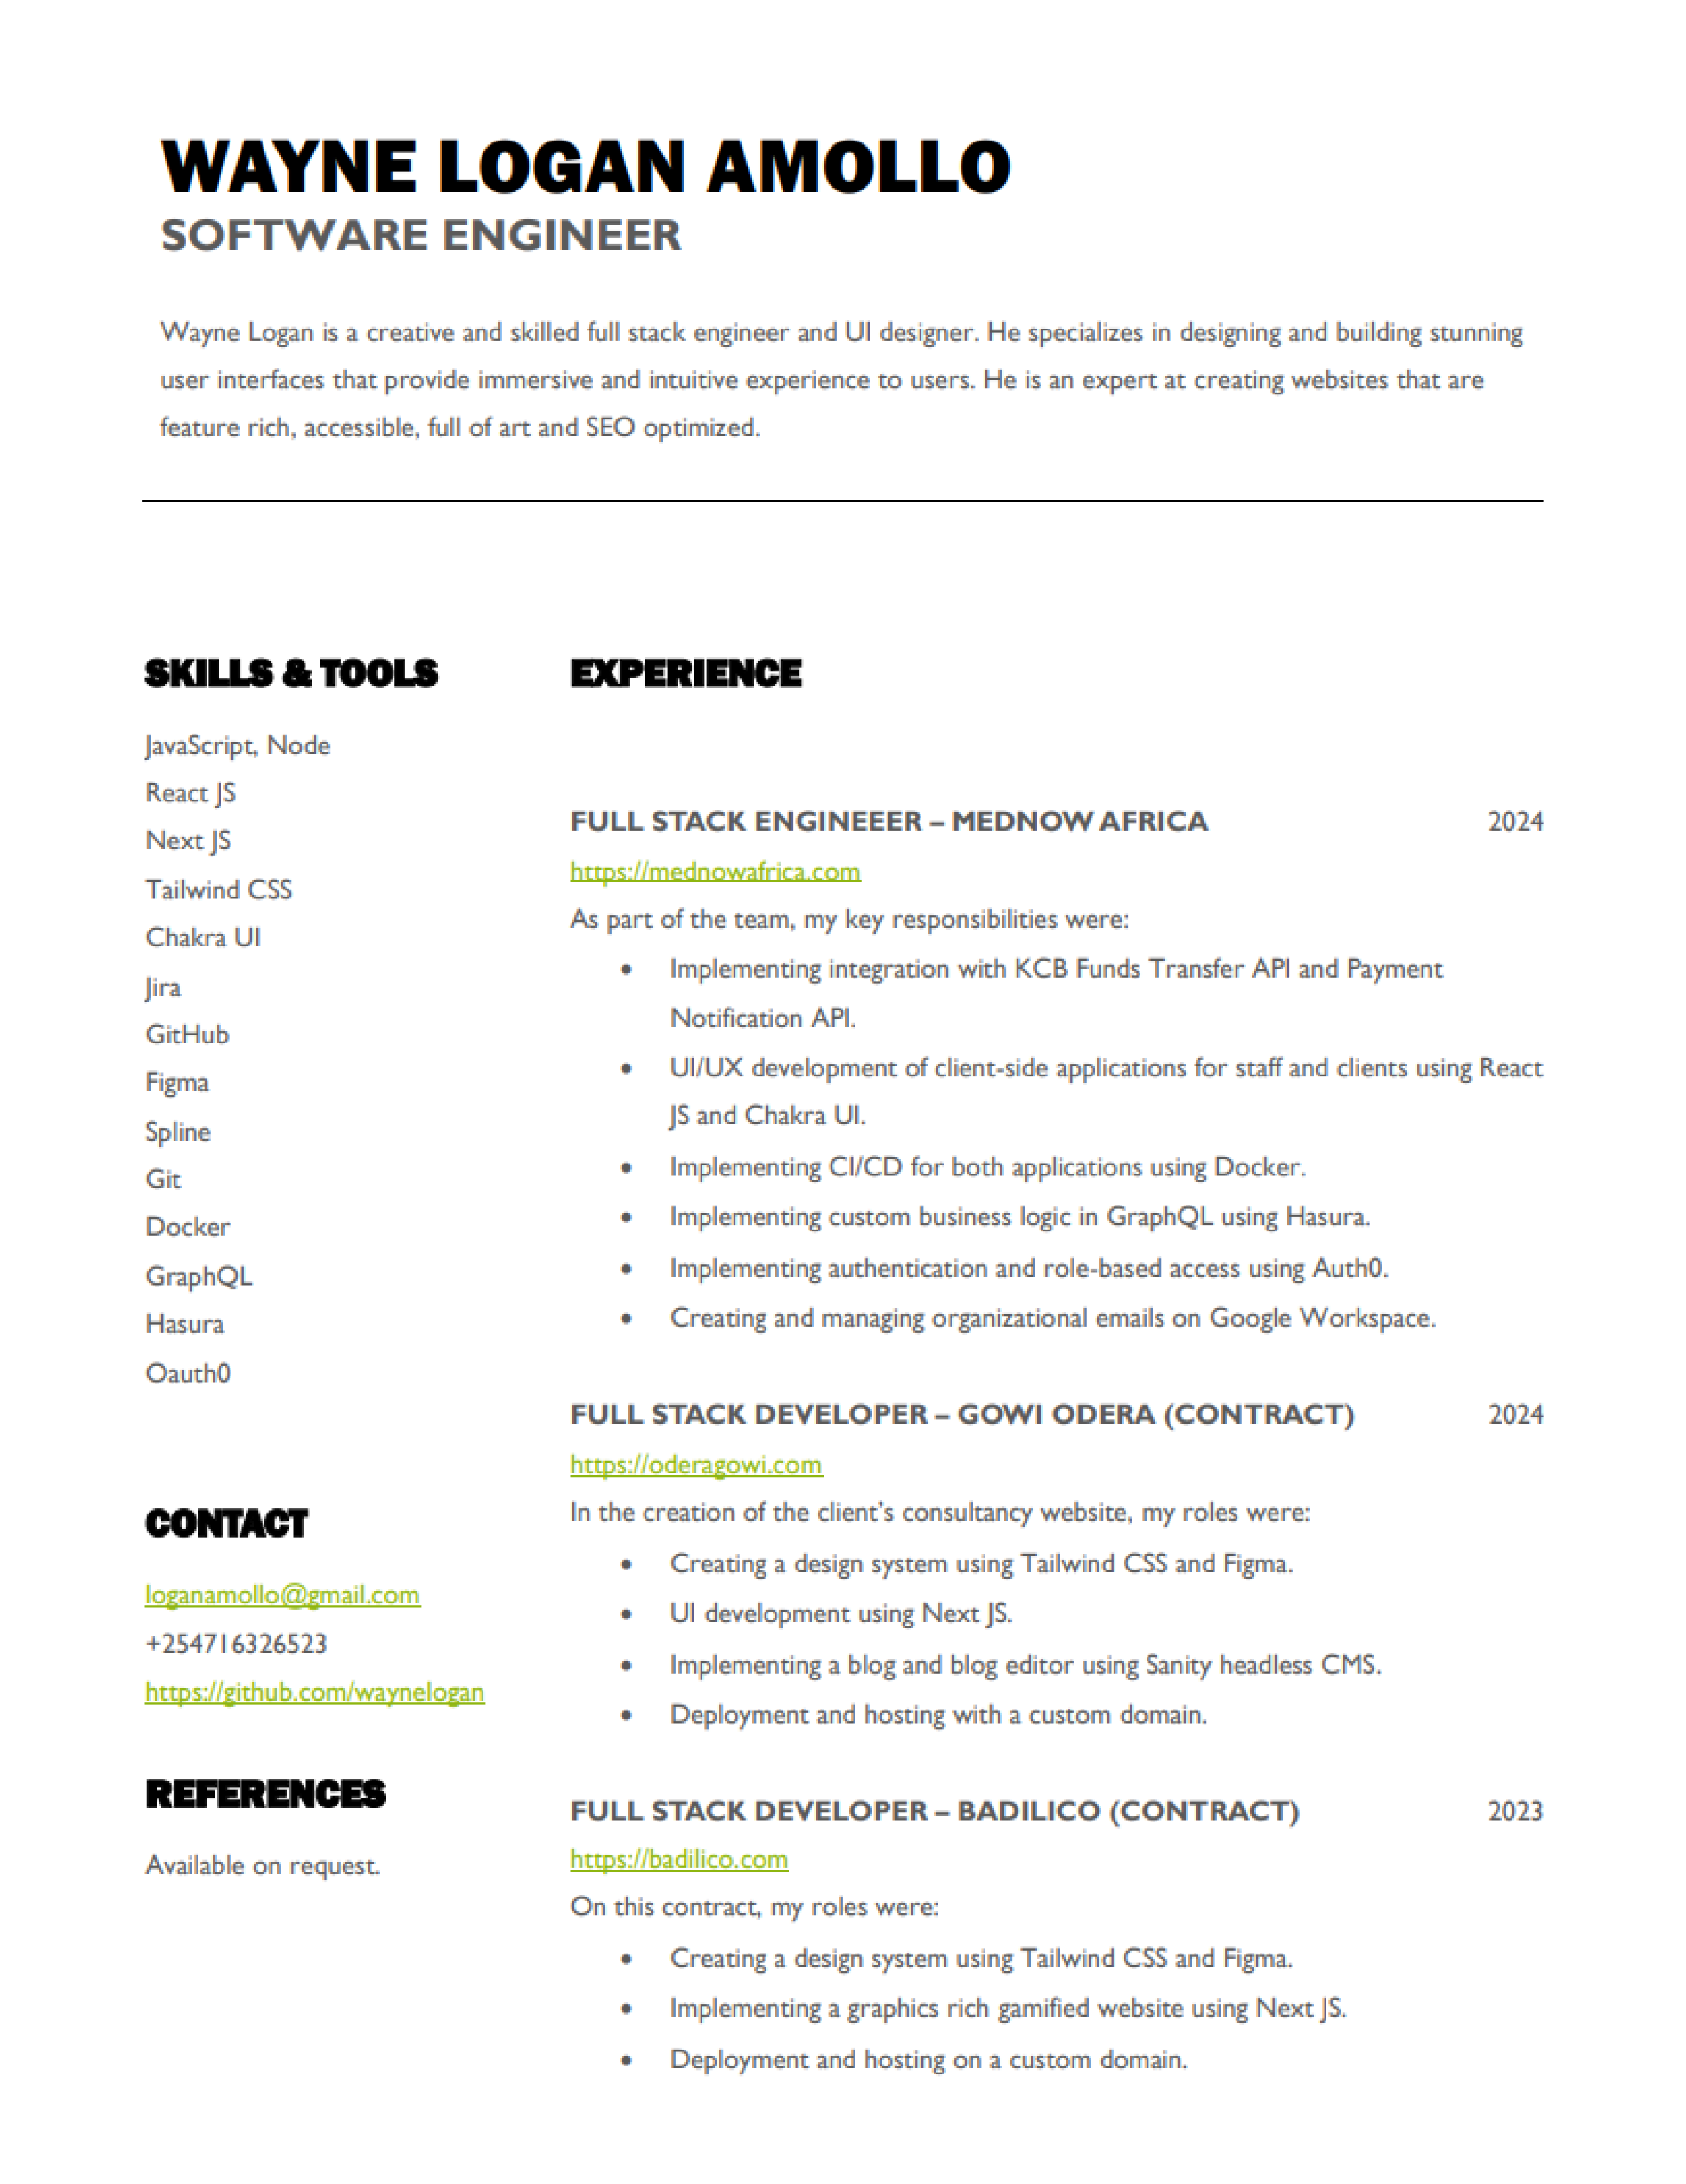 WAYNE LOGAN AMOLLO
SOFTWARE ENGINEER
Wayne Logan is a creative and skilled full stack engineer and UI designer. He specializes in designing and building stunning
user interfaces that provide immersive and intuitive experience to users. He is an expert at creating websites that are
feature rich, accessible, full of art and SEO optimized.
SKILLS & TOOLS
JavaScript, Node
React JS
Next JS
Tailwind CSS
Chakra UI
Jira
GitHub
Figma
Spline
Git
Docker
GraphQL
Hasura
Oauth0
CONTACT
loganamollo@gmail.com
+254716326523
https://github.com/waynelogan
REFERENCES
Available on request.
EXPERIENCE
FULL STACK ENGINEEER – MEDNOW AFRICA 2024
https://mednowafrica.com
As part of the team, my key responsibilities were:
• Implementing integration with KCB Funds Transfer API and Payment
Notification API.
• UI/UX development of client-side applications for staff and clients using React
JS and Chakra UI.
• Implementing CI/CD for both applications using Docker.
• Implementing custom business logic in GraphQL using Hasura.
• Implementing authentication and role-based access using Auth0.
• Creating and managing organizational emails on Google Workspace.
FULL STACK DEVELOPER – GOWI ODERA (CONTRACT) 2024
https://oderagowi.com
In the creation of the client's consultancy website, my roles were:
• Creating a design system using Tailwind CSS and Figma.
• UI development using Next JS.
• Implementing a blog and blog editor using Sanity headless CMS.
• Deployment and hosting with a custom domain.
FULL STACK DEVELOPER – BADILICO (CONTRACT) 2023
https://badilico.com
On this contract, my roles were:
• Creating a design system using Tailwind CSS and Figma.
• Implementing a graphics rich gamified website using Next JS.
• Deployment and hosting on a custom domain.